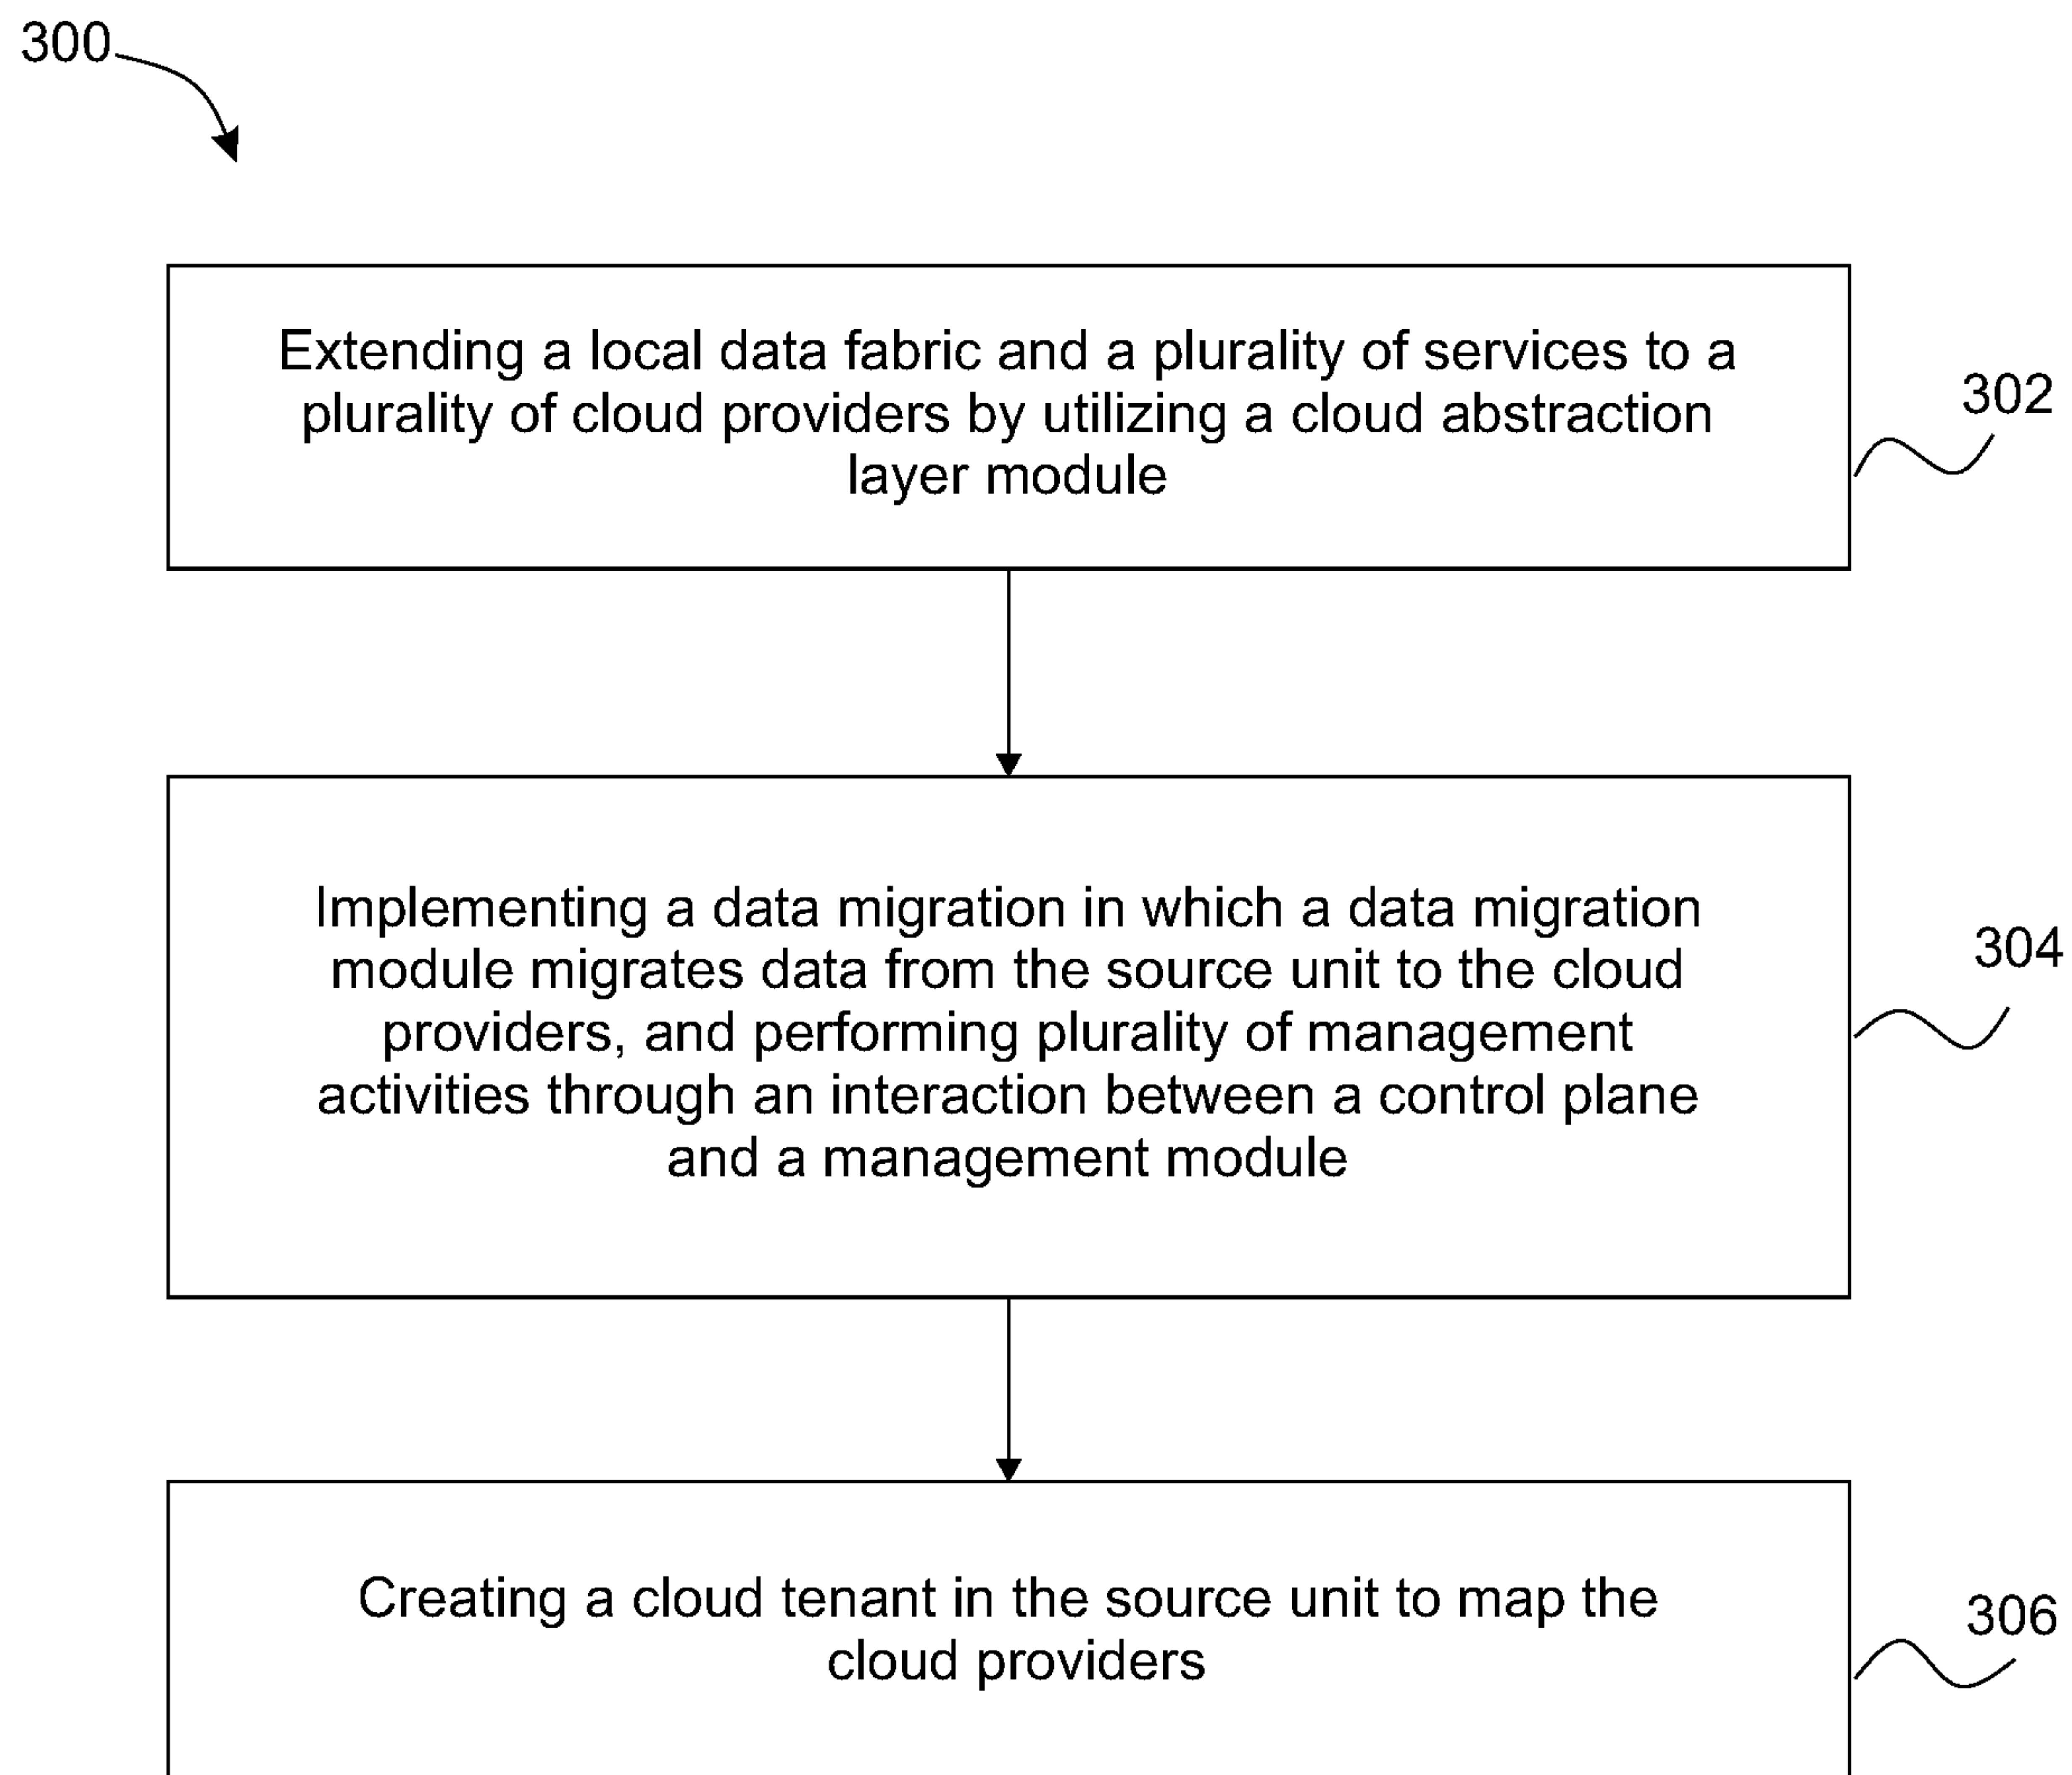 300
Extending a local data fabric and a plurality of services to a
plurality of cloud providers by utilizing a cloud abstraction
layer module
302
Implementing a data migration in which a data migration
module migrates data from the source unit to the cloud
providers, and performing plurality of management
activities through an interaction between a control plane
and a management module
304
Creating a cloud tenant in the source unit to map the
cloud providers
306